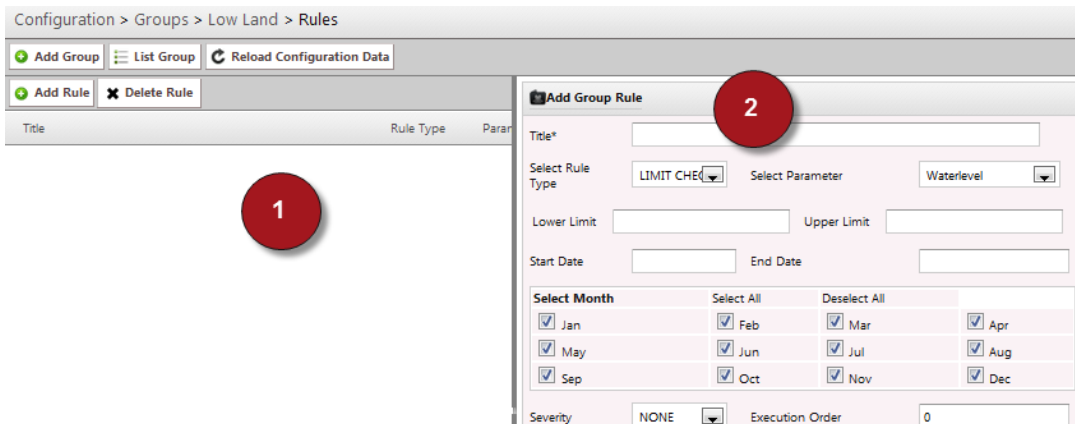 Configuration > Groups > Low Land > Rules
Add Group List Group Reload Configuration Data
Add Rule Delete Rule
Title Rule Type Parar
1
Add Group Rule
2
Title*
Select Rule Type LIMIT CHEC Select Parameter Waterlevel
Lower Limit Upper Limit
Start Date End Date
Select Month Select All Deselect All
Jan Feb Mar Apr
May Jun Jul Aug
Sep Oct Nov Dec
Severity NONE Execution Order 0